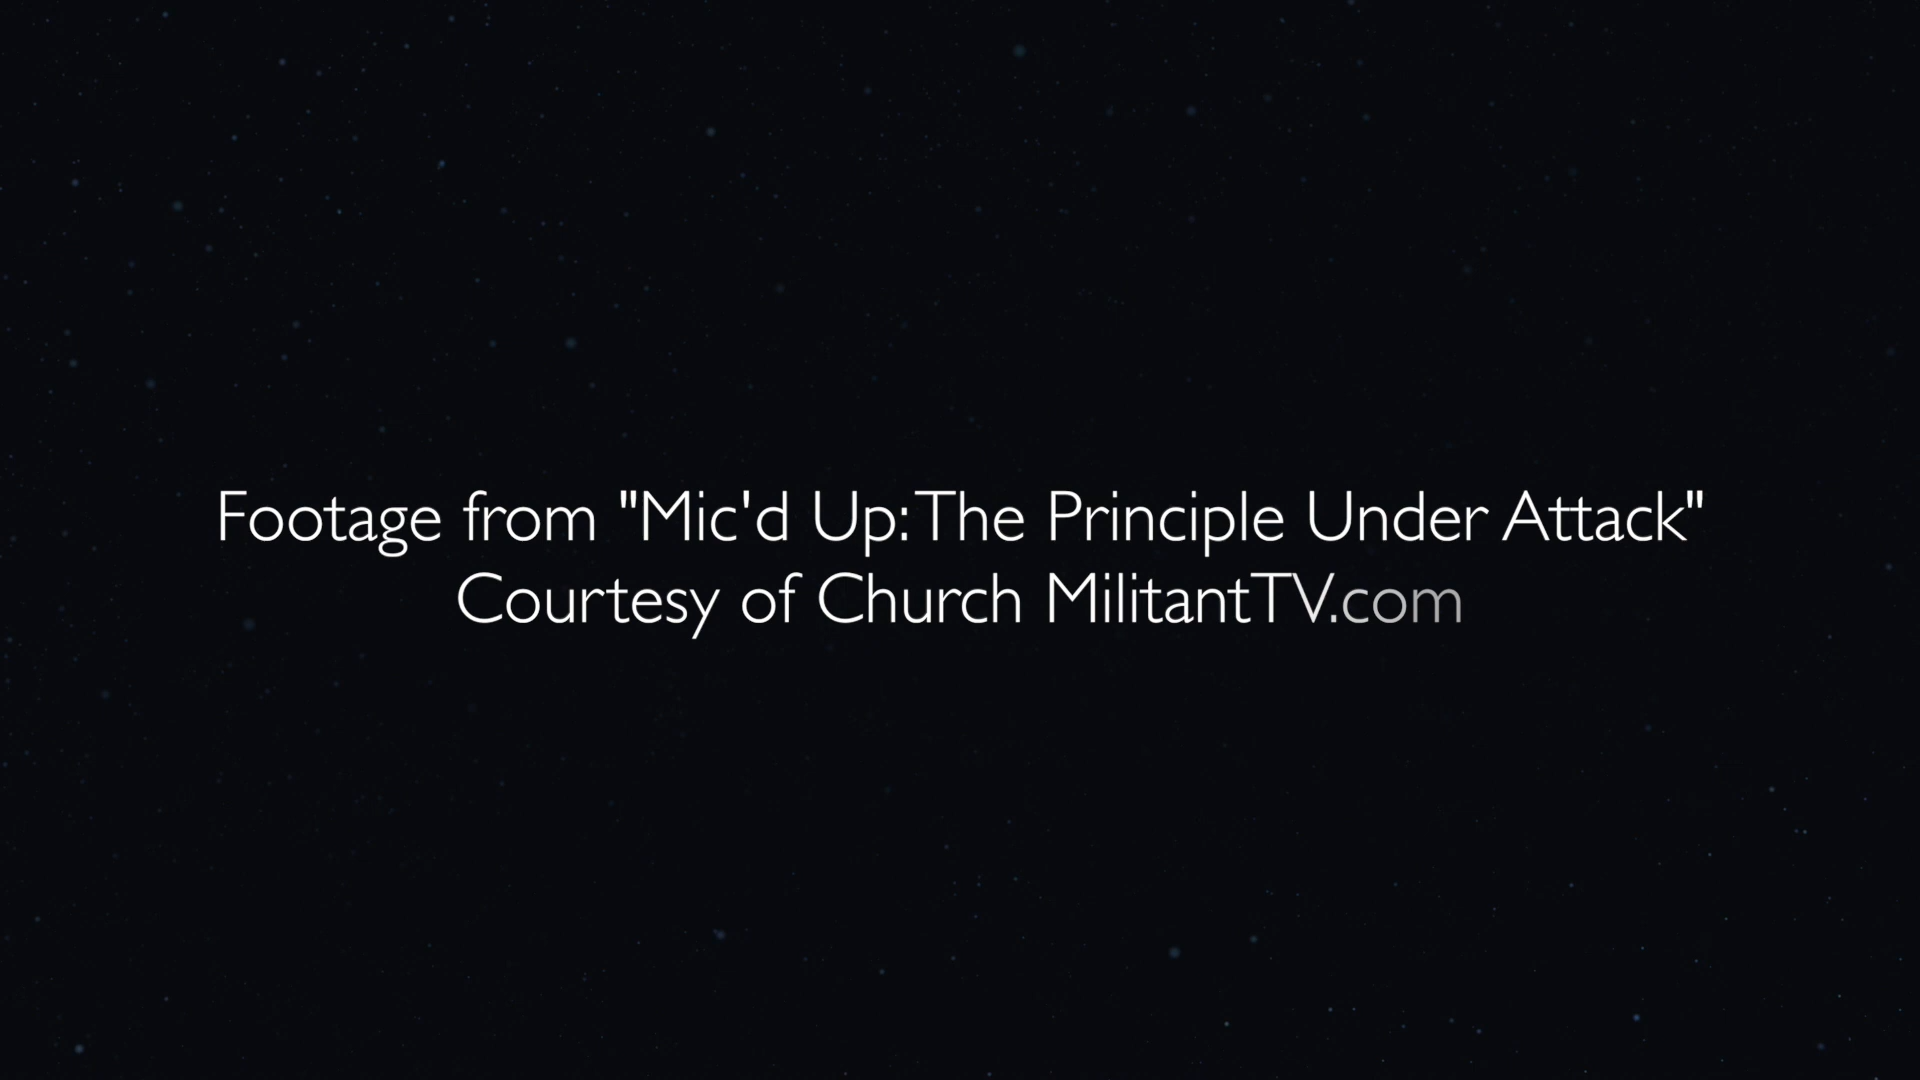 Footage from "Mic'd Up: The Principle Under Attack"
Courtesy of Church MilitantTV.com